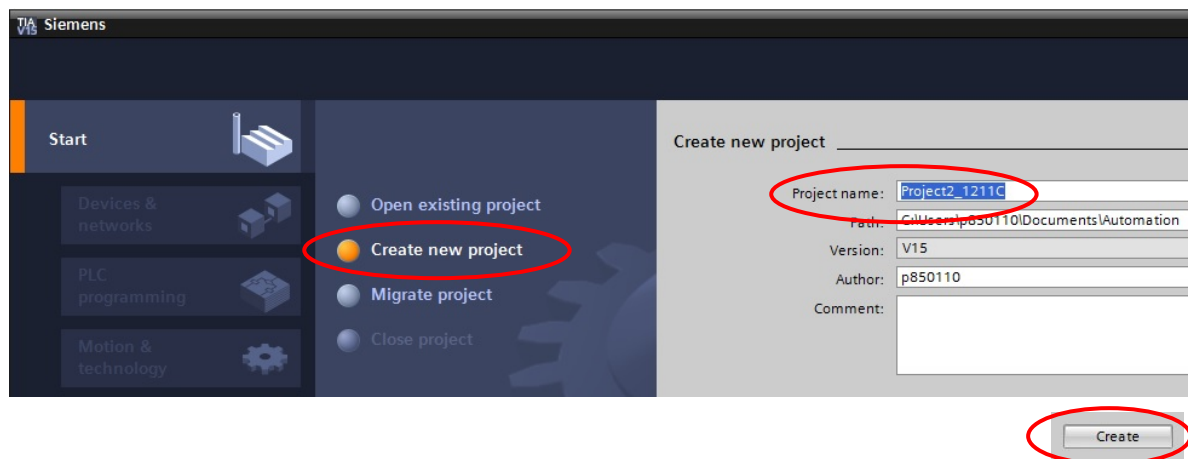 TIA V15 Siemens
Start
Devices & networks
PLC programming
Motion & technology
Open existing project
Create new project
Migrate project
Close project
Create new project
Project name: Project2_1211C
Path: C:\Users\p850110\Documents\Automation
Version: V15
Author: p850110
Comment:
Create